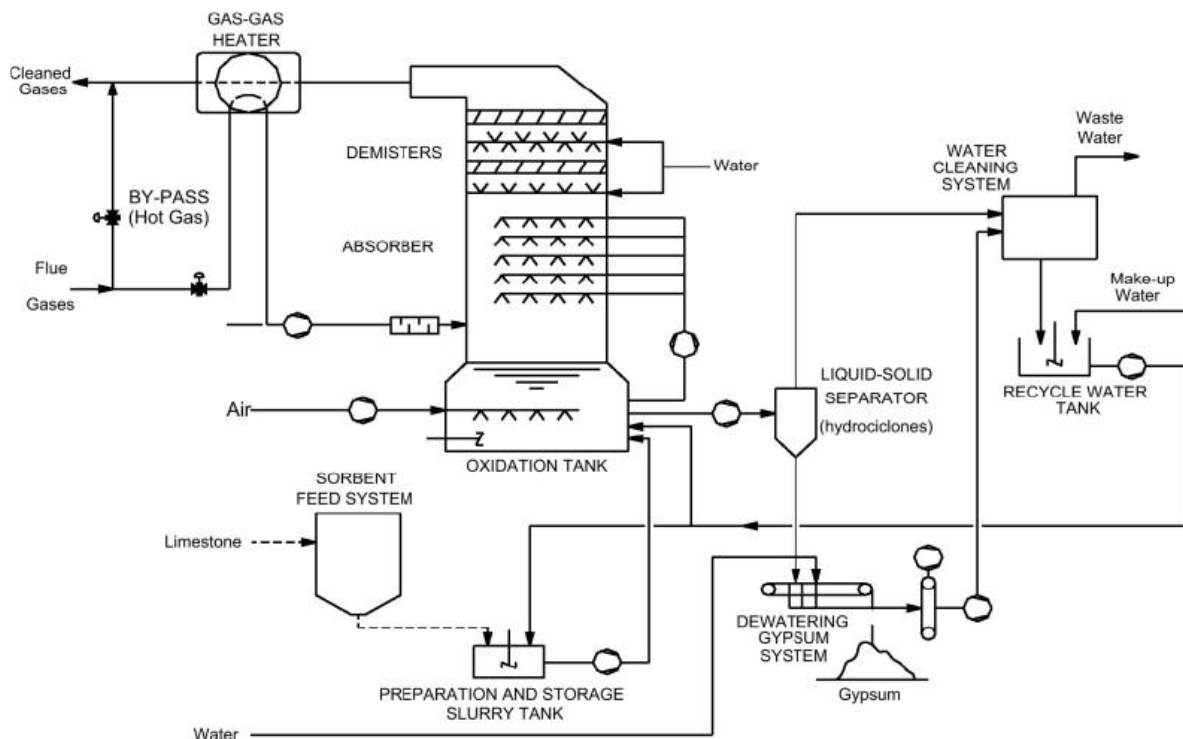 GAS-GAS
HEATER
Cleaned
Gases
DEMISTERS
Water
Waste
Water
WATER
CLEANING
SYSTEM
BY-PASS
(Hot Gas)
ABSORBER
Flue
Gases
Make-up
Water
RECYCLE WATER
TANK
LIQUID-SOLID
SEPARATOR
(hydrociclones)
Air
OXIDATION TANK
SORBENT
FEED SYSTEM
Limestone
DEWATERING
GYPSUM
SYSTEM
Gypsum
PREPARATION AND STORAGE
SLURRY TANK
Water